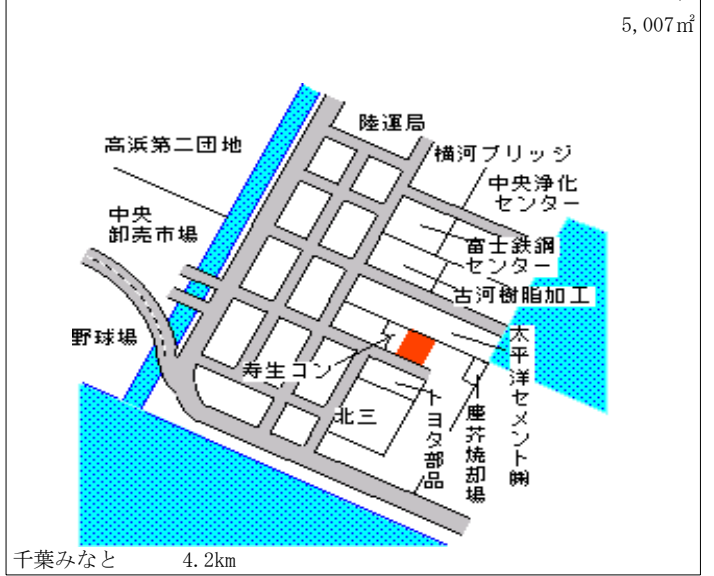 5,007㎡
陸運局
高浜第二団地
横河ブリッジ
中央浄化
センター
中央
卸売市場
富士鉄鋼
センター
古河樹脂加工
野球場
寿生コン
太平洋セメント㈱
北三
トヨタ部品
塵芥焼却場
千葉みなと 4.2km